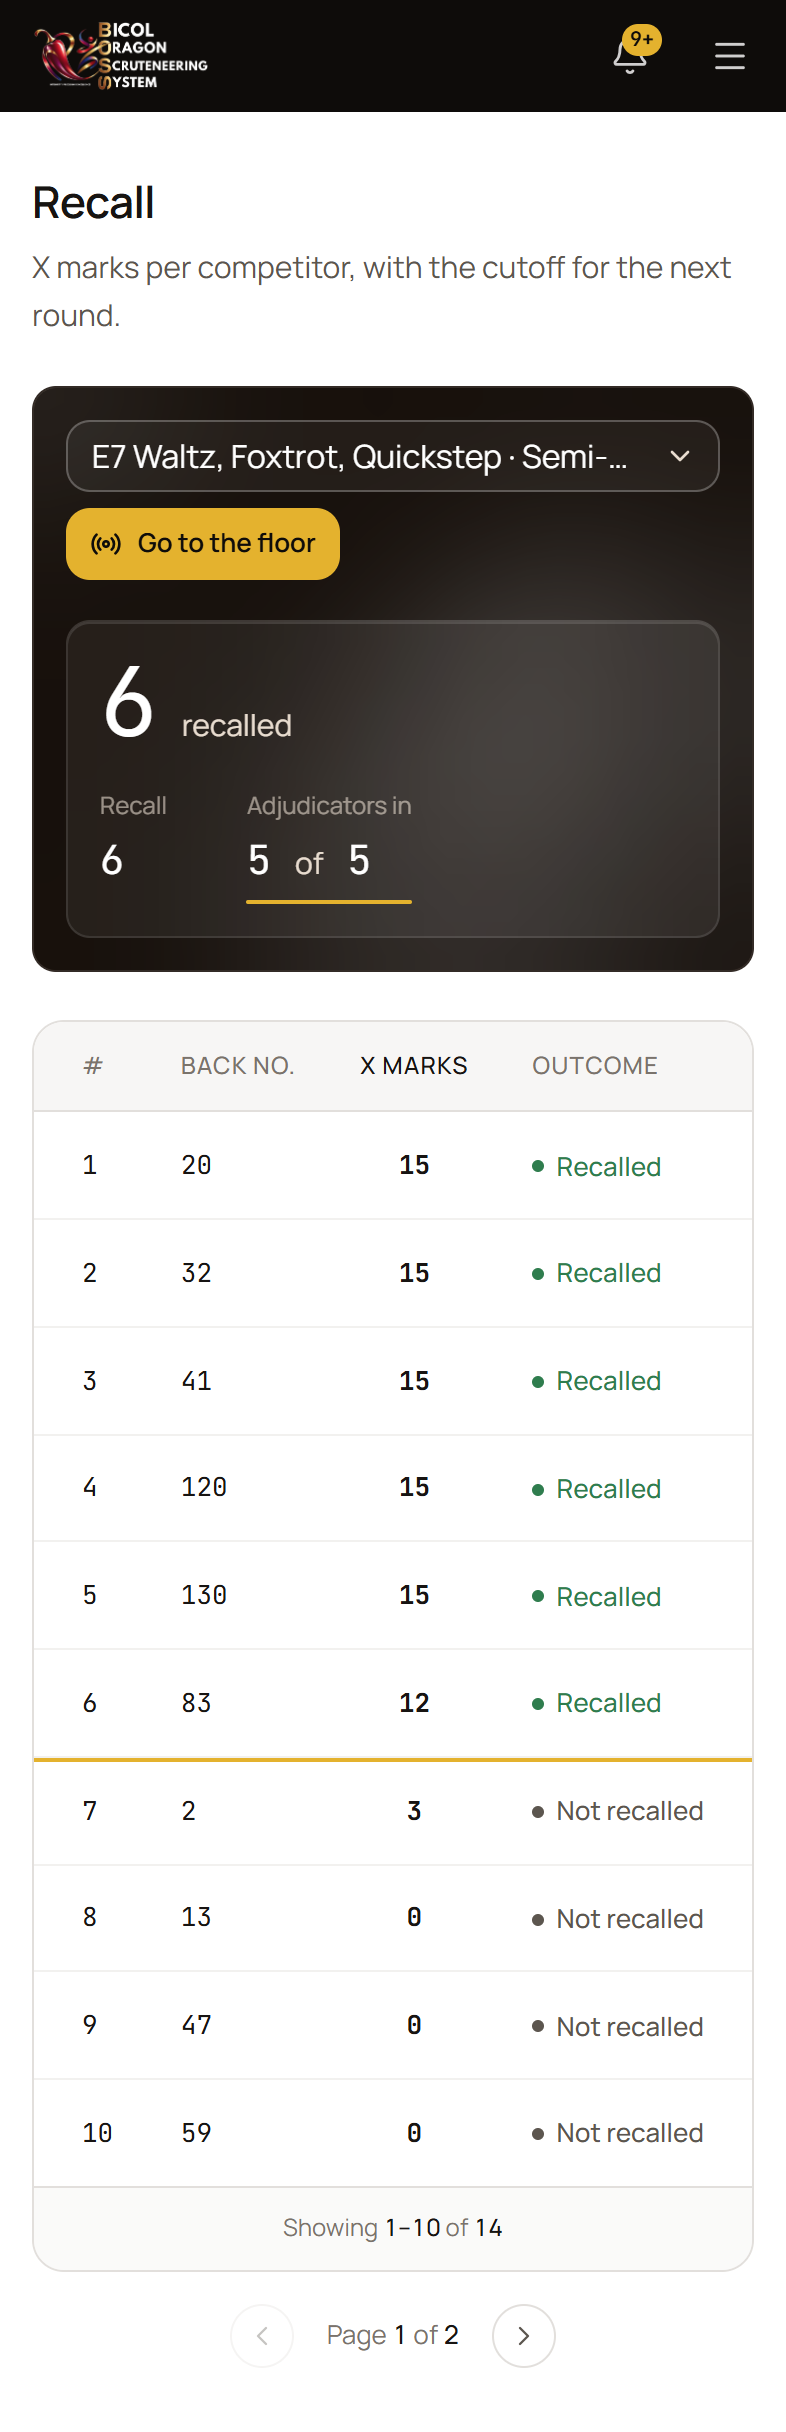 BICOL
DRAGON
SCRUTENEERING
SYSTEM
9+
Recall
X marks per competitor, with the cutoff for the next
round.
E7 Waltz, Foxtrot, Quickstep · Semi-...
Go to the floor
6 recalled
Recall Adjudicators in
6 5 of 5
# BACK NO. X MARKS OUTCOME
1 20 15 Recalled
2 32 15 Recalled
3 41 15 Recalled
4 120 15 Recalled
5 130 15 Recalled
6 83 12 Recalled
7 2 3 Not recalled
8 13 0 Not recalled
9 47 0 Not recalled
10 59 0 Not recalled
Showing 1–10 of 14
Page 1 of 2